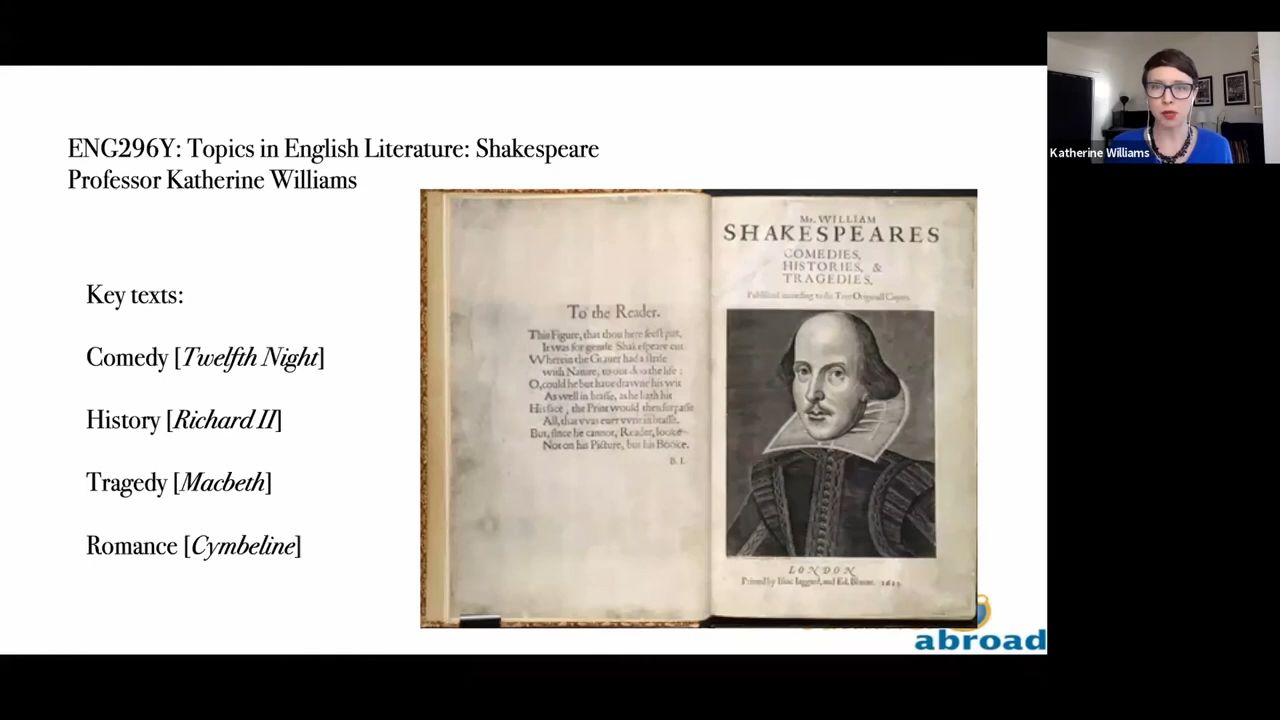 ENG296Y: Topics in English Literature: Shakespeare
Professor Katherine Williams
Key texts:
Comedy [Twelfth Night]
History [Richard II]
Tragedy [Macbeth]
Romance [Cymbeline]
To the Reader.
This Figure, that thou here seest put,
It was for gentle Shakespeare cut;
Wherein the Grauer had a strife
with Nature, to out-doo the life :
O, could he but haue drawne his wit
As well in brasse, as he hath hit
His face ; the Print would then surpasse
All, that vvas euer vvrit in brasse.
But, since he cannot, Reader, looke
Not on his Picture, but his Booke.
B. I.
Mr. WILLIAM
SHAKESPEARES
COMEDIES,
HISTORIES, &
TRAGEDIES.
Published according to the True Originall Copies.
LONDON
Printed by Isaac Iaggard, and Ed. Blount. 1623
abroad
Katherine Williams